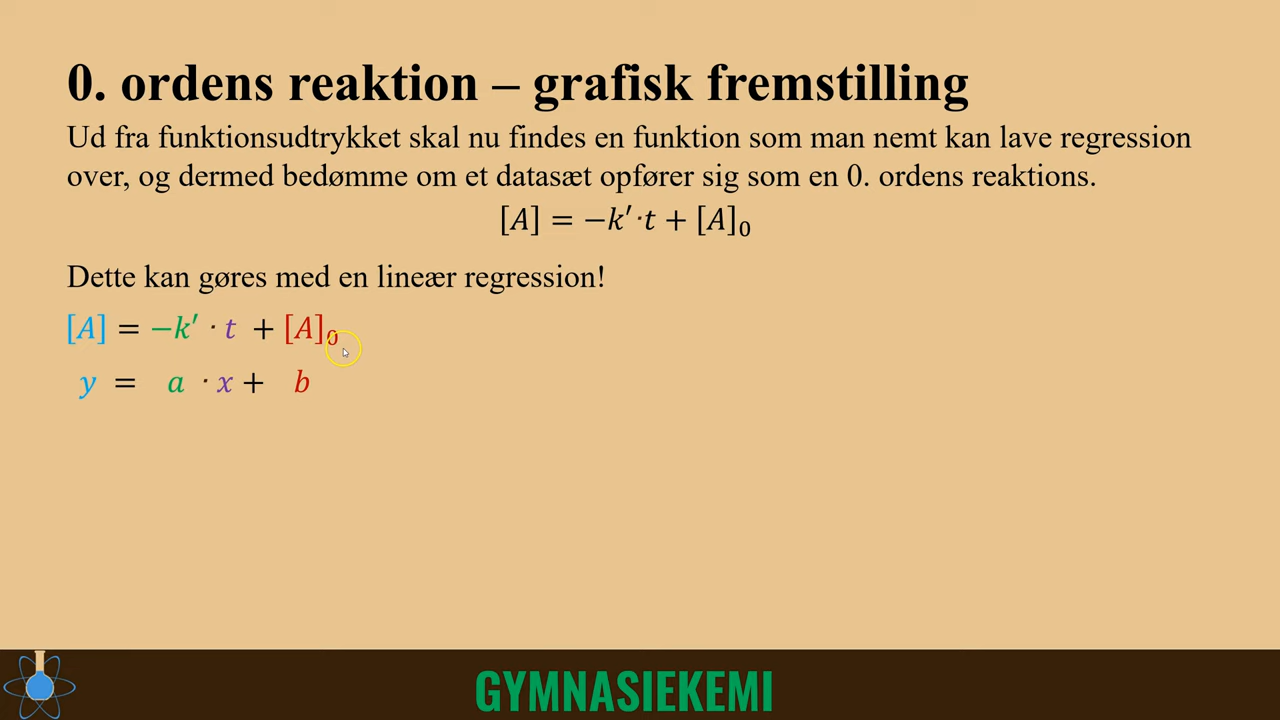 0. ordens reaktion – grafisk fremstilling
Ud fra funktionsudtrykket skal nu findes en funktion som man nemt kan lave regression
over, og dermed bedømme om et datasæt opfører sig som en 0. ordens reaktions.
[A] = −k′·t + [A]₀
Dette kan gøres med en lineær regression!
[A] = −k′ · t + [A]₀
y = a · x + b
GYMNASIEKEMI